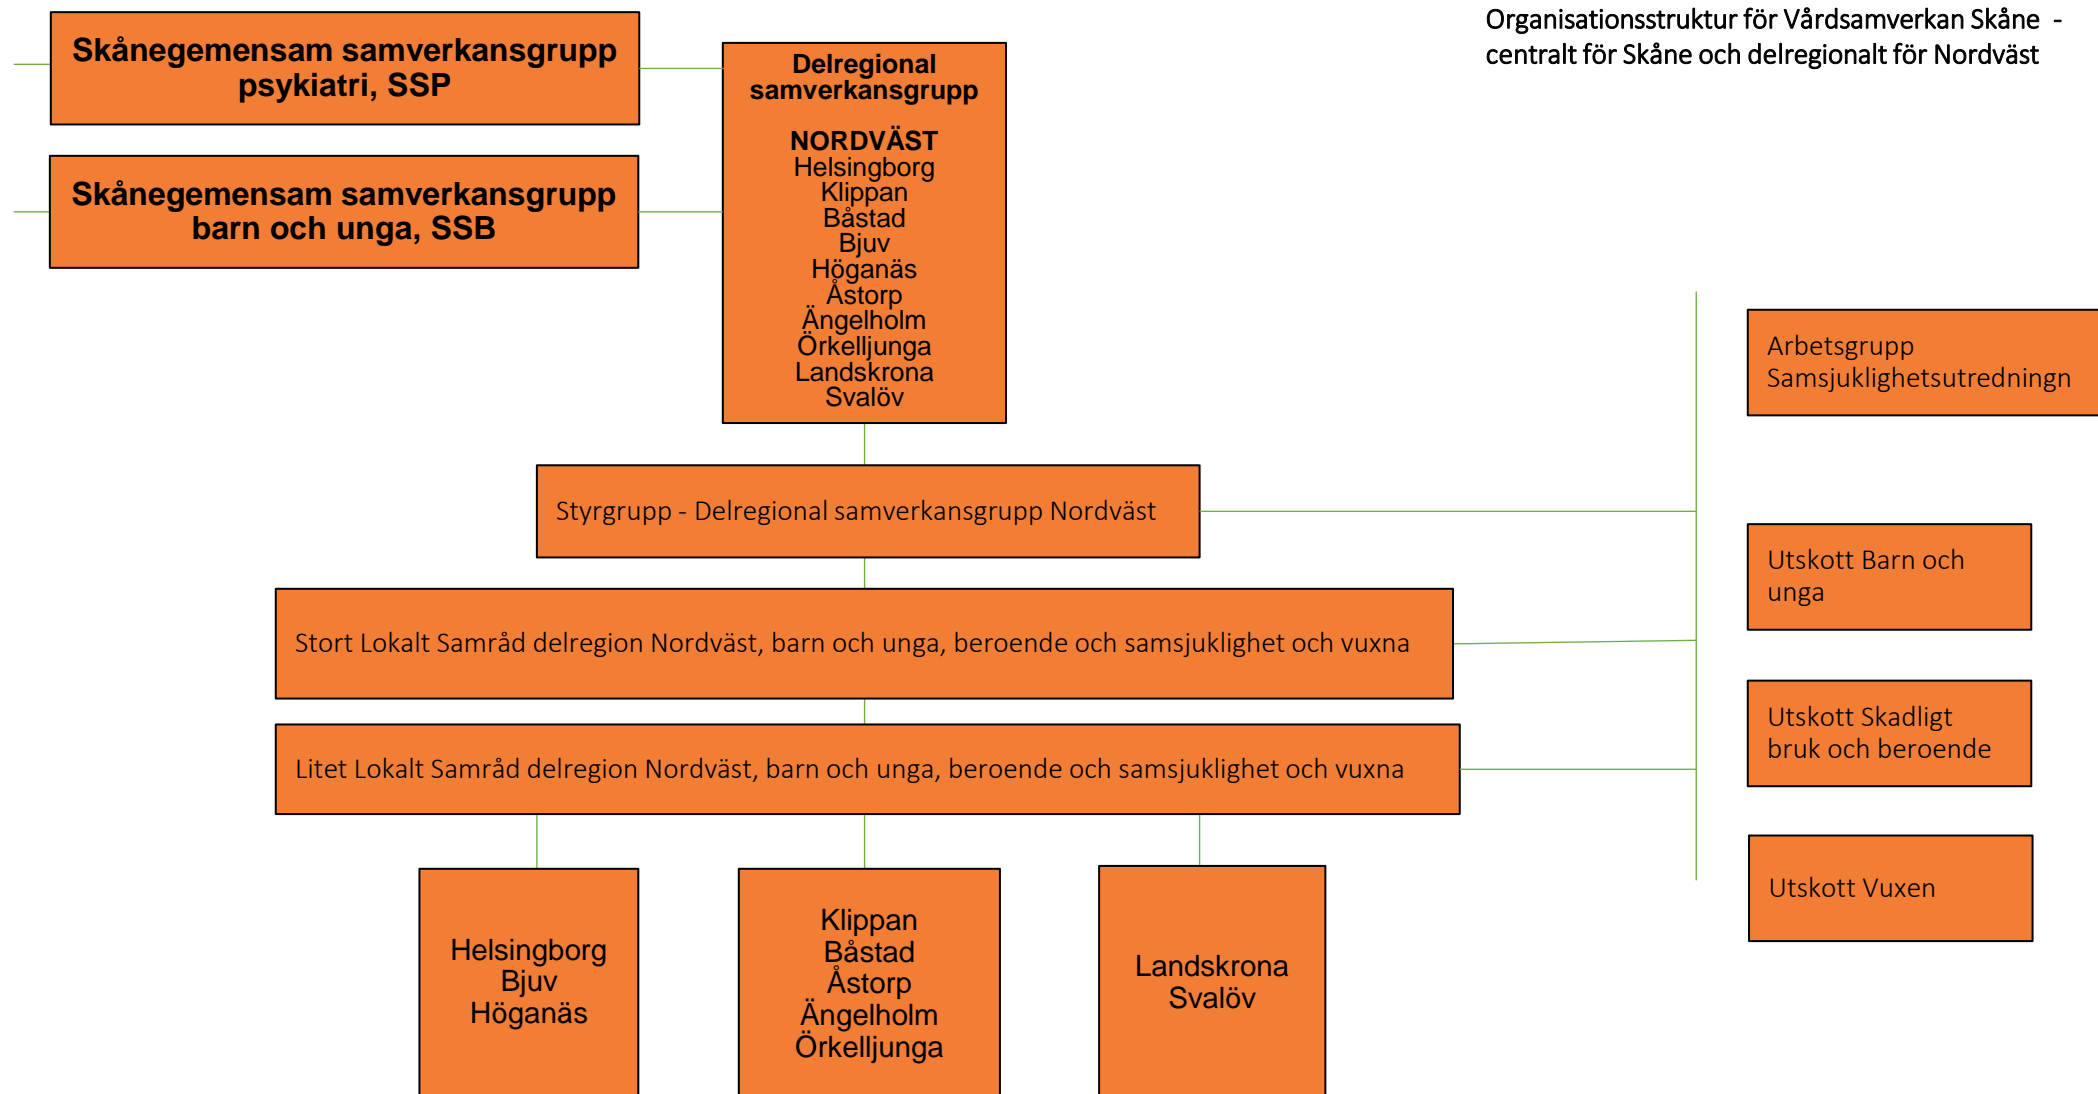 Organisationsstruktur för Vårdsamverkan Skåne -
centralt för Skåne och delregionalt för Nordväst
Skånegemensam samverkansgrupp
psykiatri, SSP
Skånegemensam samverkansgrupp
barn och unga, SSB
Delregional
samverkansgrupp
NORDVÄST
Helsingborg
Klippan
Båstad
Bjuv
Höganäs
Åstorp
Ängelholm
Örkelljunga
Landskrona
Svalöv
Styrgrupp - Delregional samverkansgrupp Nordväst
Stort Lokalt Samråd delregion Nordväst, barn och unga, beroende och samsjuklighet och vuxna
Litet Lokalt Samråd delregion Nordväst, barn och unga, beroende och samsjuklighet och vuxna
Helsingborg
Bjuv
Höganäs
Klippan
Båstad
Åstorp
Ängelholm
Örkelljunga
Landskrona
Svalöv
Arbetsgrupp
Samsjuklighetsutredningn
Utskott Barn och
unga
Utskott Skadligt
bruk och beroende
Utskott Vuxen